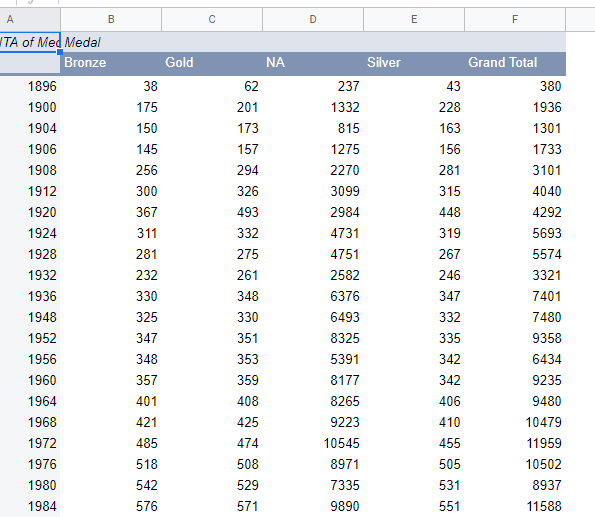 A B C D E F
of Medal
Bronze Gold NA Silver Grand Total
1896 38 62 237 43 380
1900 175 201 1332 228 1936
1904 150 173 815 163 1301
1906 145 157 1275 156 1733
1908 256 294 2270 281 3101
1912 300 326 3099 315 4040
1920 367 493 2984 448 4292
1924 311 332 4731 319 5693
1928 281 275 4751 267 5574
1932 232 261 2582 246 3321
1936 330 348 6376 347 7401
1948 325 330 6493 332 7480
1952 347 351 8325 335 9358
1956 348 353 5391 342 6434
1960 357 359 8177 342 9235
1964 401 408 8265 406 9480
1968 421 425 9223 410 10479
1972 485 474 10545 455 11959
1976 518 508 8971 505 10502
1980 542 529 7335 531 8937
1984 576 571 9890 551 11588